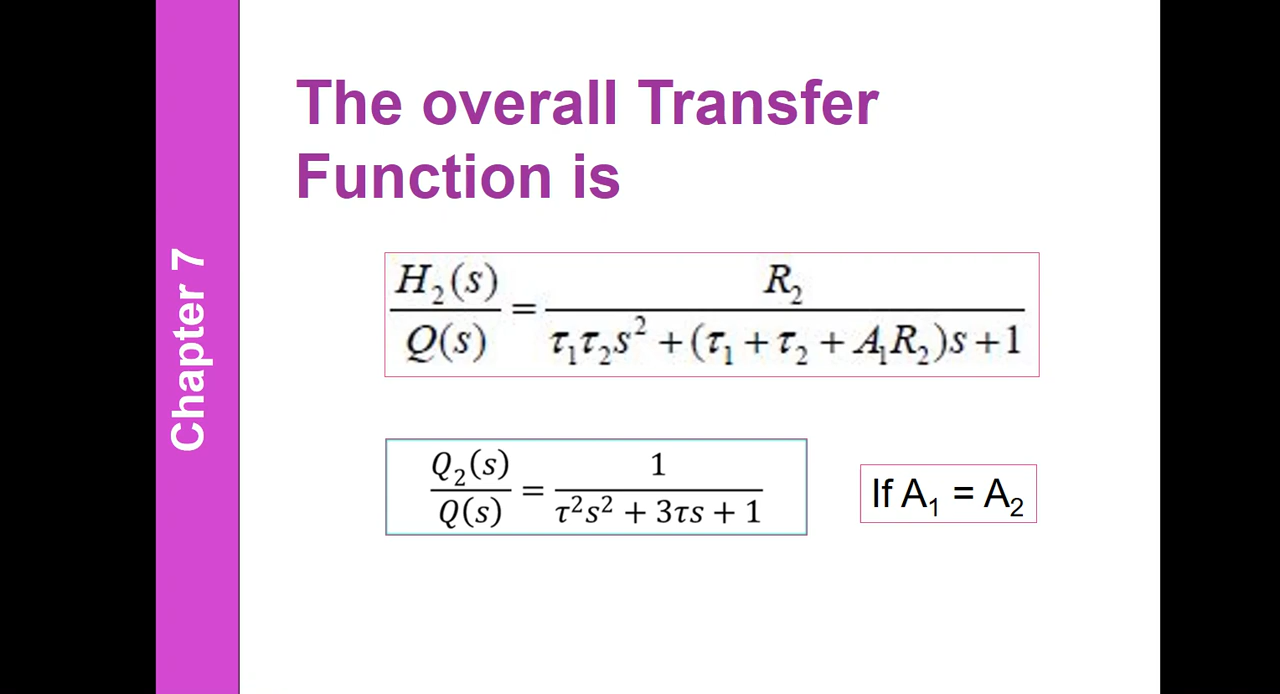 Chapter 7
The overall Transfer
Function is
H₂(s)/Q(s) = R₂/(τ₁τ₂s² + (τ₁ + τ₂ + A₁R₂)s + 1)
Q₂(s)/Q(s) = 1/(τ²s² + 3τs + 1)
If A₁ = A₂